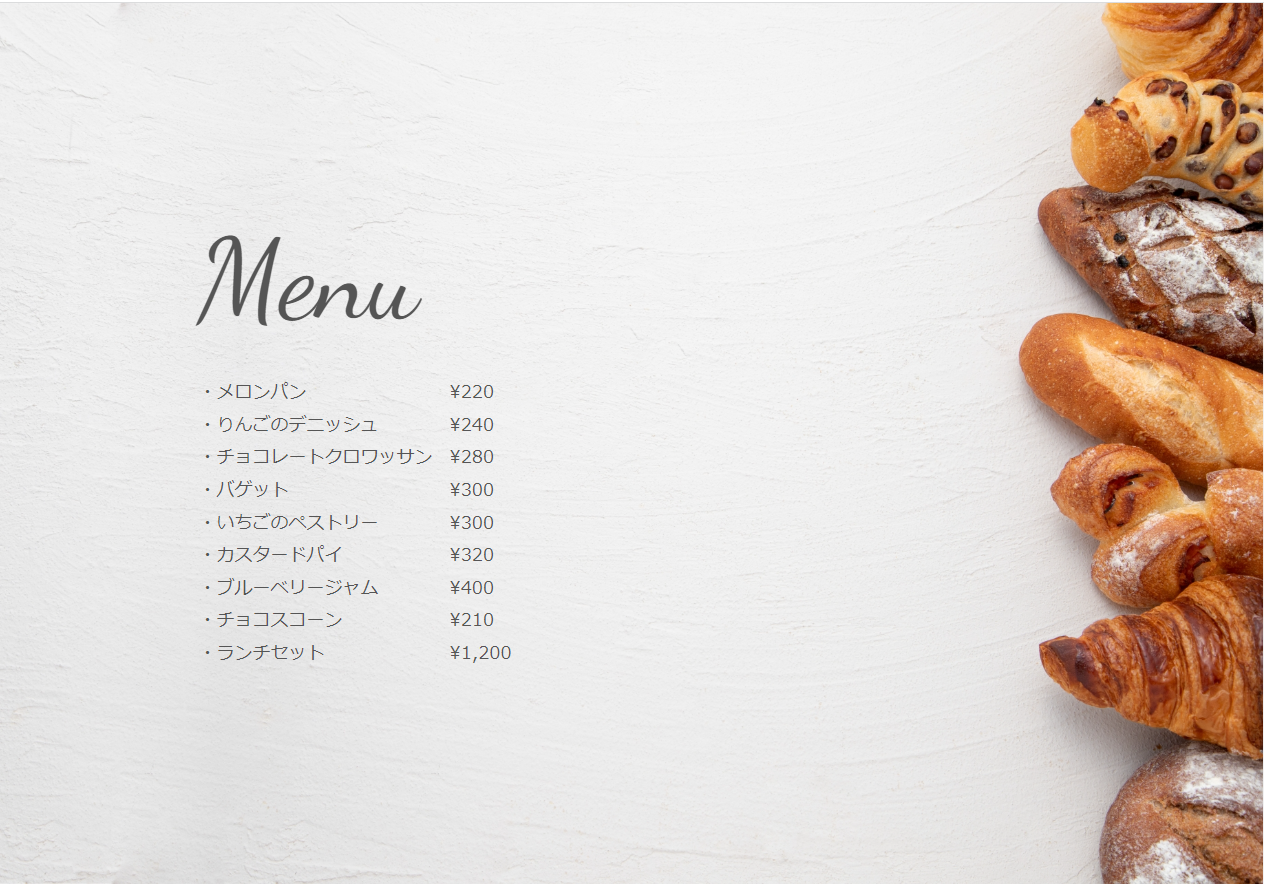 Menu
・メロンパン ¥220
・りんごのデニッシュ ¥240
・チョコレートクロワッサン ¥280
・バゲット ¥300
・いちごのペストリー ¥300
・カスタードパイ ¥320
・ブルーベリージャム ¥400
・チョコスコーン ¥210
・ランチセット ¥1,200